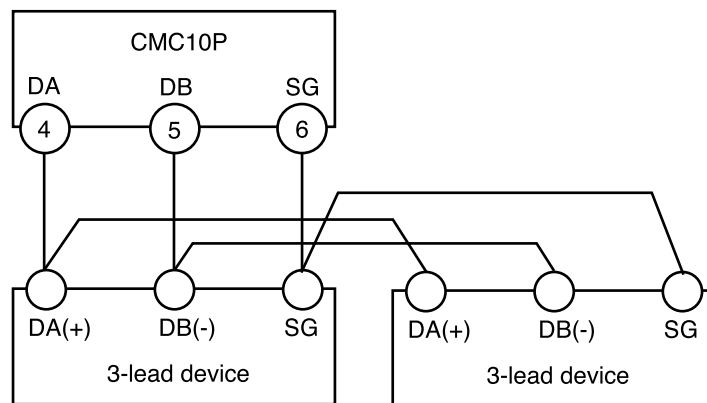 CMC10P
DA DB SG
4 5 6
DA(+) DB(-) SG DA(+) DB(-) SG
3-lead device 3-lead device